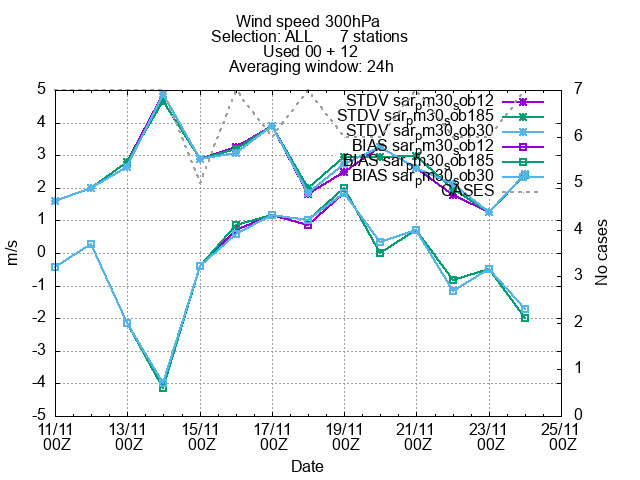 Wind speed 300hPa
Selection: ALL 7 stations
Used 00 + 12
Averaging window: 24h
STDV sar_pm30_sob12
STDV sar_pm30_sob185
STDV sar_pm30_sob30
BIAS sar_pm30_sob12
BIAS sar_pm30_sob185
BIAS sar_pm30_sob30
CASES
5
4
3
2
1
0
-1
-2
-3
-4
-5
m/s
7
6
5
4
3
2
1
0
No cases
11/11 13/11 15/11 17/11 19/11 21/11 23/11 25/11
00Z 00Z 00Z 00Z 00Z 00Z 00Z 00Z
Date